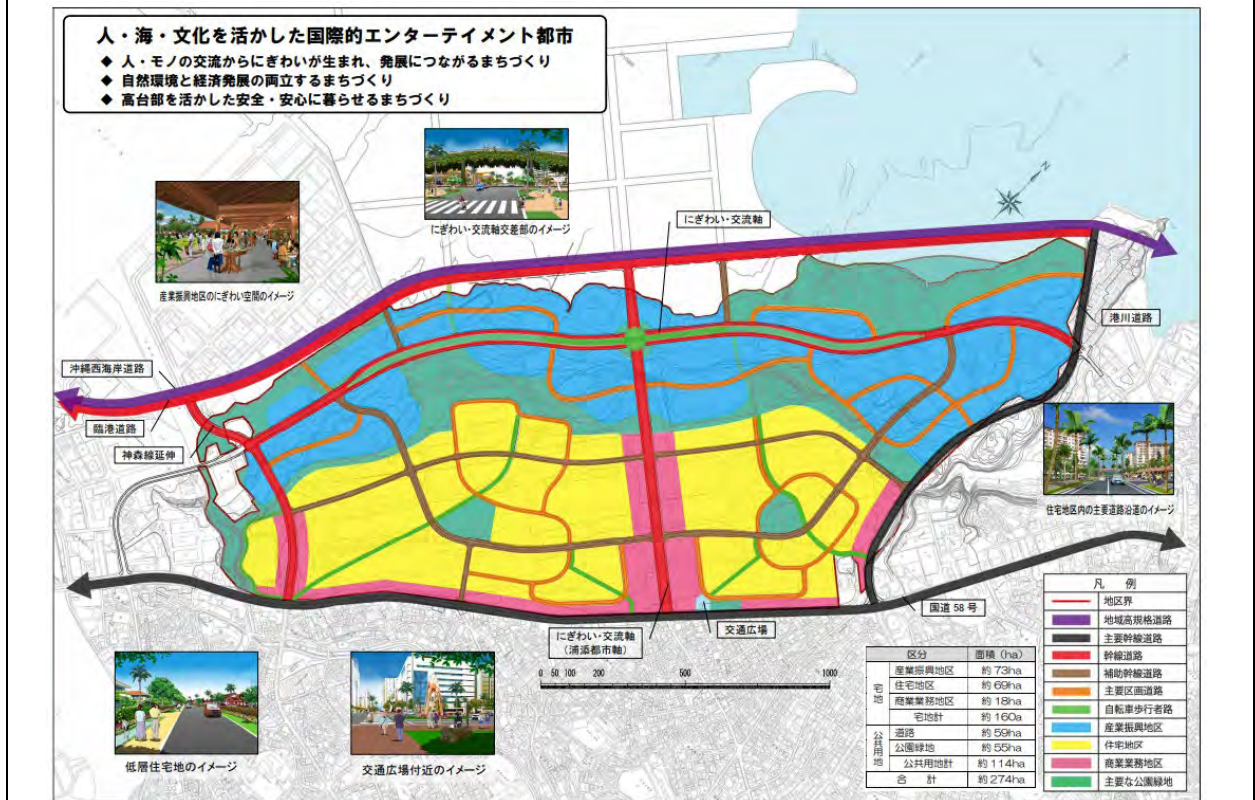 人・海・文化を活かした国際的エンターテイメント都市
◆ 人・モノの交流からにぎわいが生まれ、発展につながるまちづくり
◆ 自然環境と経済発展の両立するまちづくり
◆ 高台部を活かした安全・安心に暮らせるまちづくり
にぎわい・交流軸交差部のイメージ
産業振興地区のにぎわい空間のイメージ
にぎわい・交流軸
N
港川道路
沖縄西海岸道路
臨港道路
神森線延伸
住宅地区内の主要道路沿道のイメージ
国道58号
交通広場
にぎわい・交流軸
(浦添都市軸)
0 50 100 200 500 1000
低層住宅地のイメージ
交通広場付近のイメージ
区分 面積(ha)
宅地
産業振興地区 約73ha
住宅地区 約69ha
商業業務地区 約18ha
宅地計 約160a
公共用地
道路 約59ha
公園緑地 約55ha
公共用地計 約114ha
合 計 約274ha
凡 例
地区界
地域高規格道路
主要幹線道路
幹線道路
補助幹線道路
主要区画道路
自転車歩行者路
産業振興地区
住宅地区
商業業務地区
主要な公園緑地